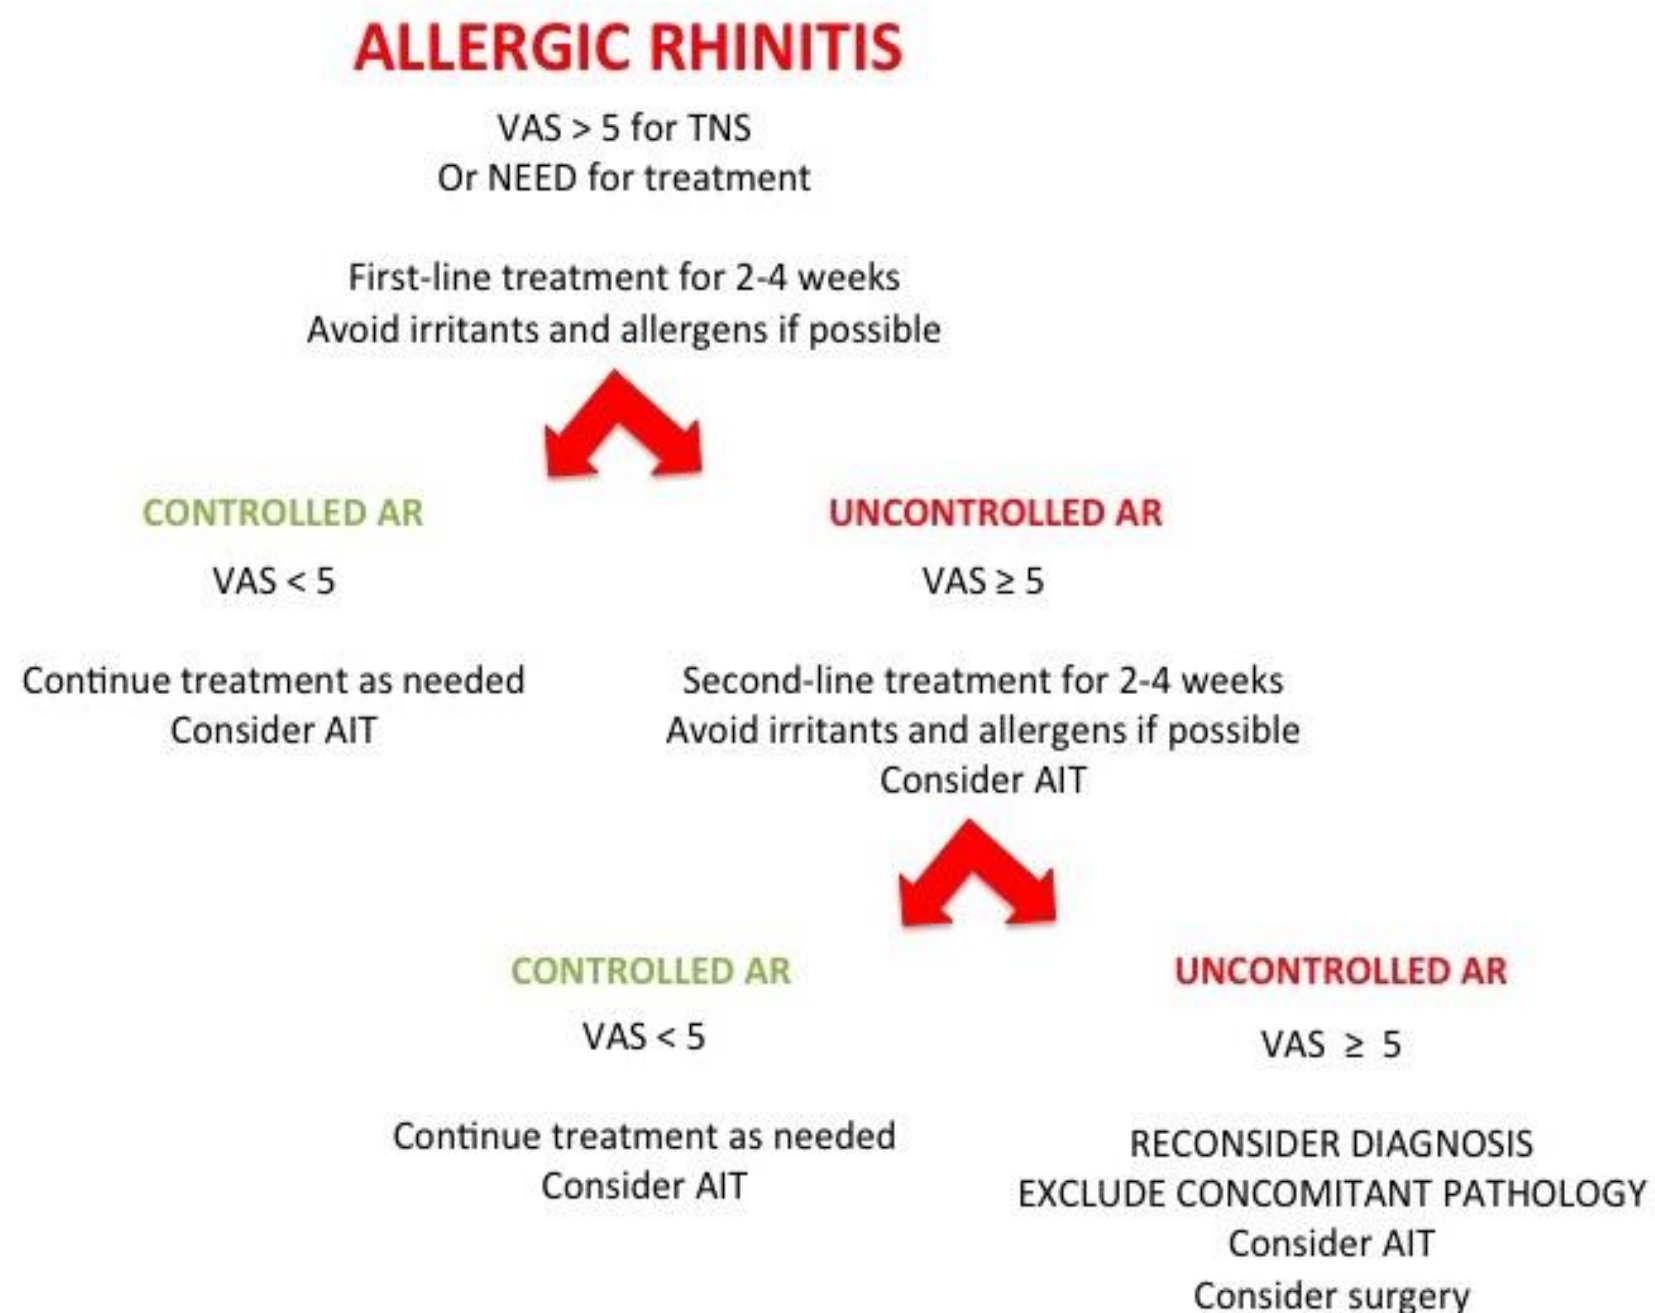 ALLERGIC RHINITIS
VAS > 5 for TNS
Or NEED for treatment
First-line treatment for 2-4 weeks
Avoid irritants and allergens if possible
CONTROLLED AR
VAS < 5
Continue treatment as needed
Consider AIT
UNCONTROLLED AR
VAS ≥ 5
Second-line treatment for 2-4 weeks
Avoid irritants and allergens if possible
Consider AIT
CONTROLLED AR
VAS < 5
Continue treatment as needed
Consider AIT
UNCONTROLLED AR
VAS ≥ 5
RECONSIDER DIAGNOSIS
EXCLUDE CONCOMITANT PATHOLOGY
Consider AIT
Consider surgery